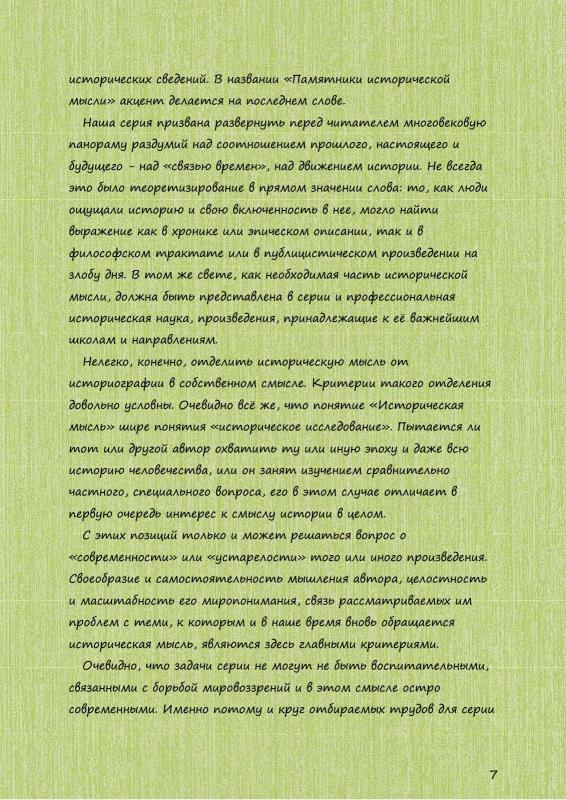 исторических сведений. В названии «Памятники исторической
мысли» акцент делается на последнем слове.
Наша серия призвана развернуть перед читателем многовековую
панораму раздумий над соотношением прошлого, настоящего и
будущего - над «связью времен», над движением истории. Не всегда
это было теоретизирование в прямом значении слова: то, как люди
ощущали историю и свою включенность в нее, могло найти
выражение как в хронике или эпическом описании, так и в
философском трактате или в публицистическом произведении на
злобу дня. В том же свете, как необходимая часть исторической
мысли, должна быть представлена в серии и профессиональная
историческая наука, произведения, принадлежащие к её важнейшим
школам и направлениям.
Нелегко, конечно, отделить историческую мысль от
историографии в собственном смысле. Критерии такого отделения
довольно условны. Очевидно всё же, что понятие «Историческая
мысль» шире понятия «историческое исследование». Пытается ли
тот или другой автор охватить ту или иную эпоху и даже всю
историю человечества, или он занят изучением сравнительно
частного, специального вопроса, его в этом случае отличает в
первую очередь интерес к смыслу истории в целом.
С этих позиций только и может решаться вопрос о
«современности» или «устарелости» того или иного произведения.
Своеобразие и самостоятельность мышления автора, целостность
и масштабность его миропонимания, связь рассматриваемых им
проблем с теми, к которым и в наше время вновь обращается
историческая мысль, являются здесь главными критериями.
Очевидно, что задачи серии не могут не быть воспитательными,
связанными с борьбой мировоззрений и в этом смысле остро
современными. Именно потому и круг отбираемых трудов для серии
7